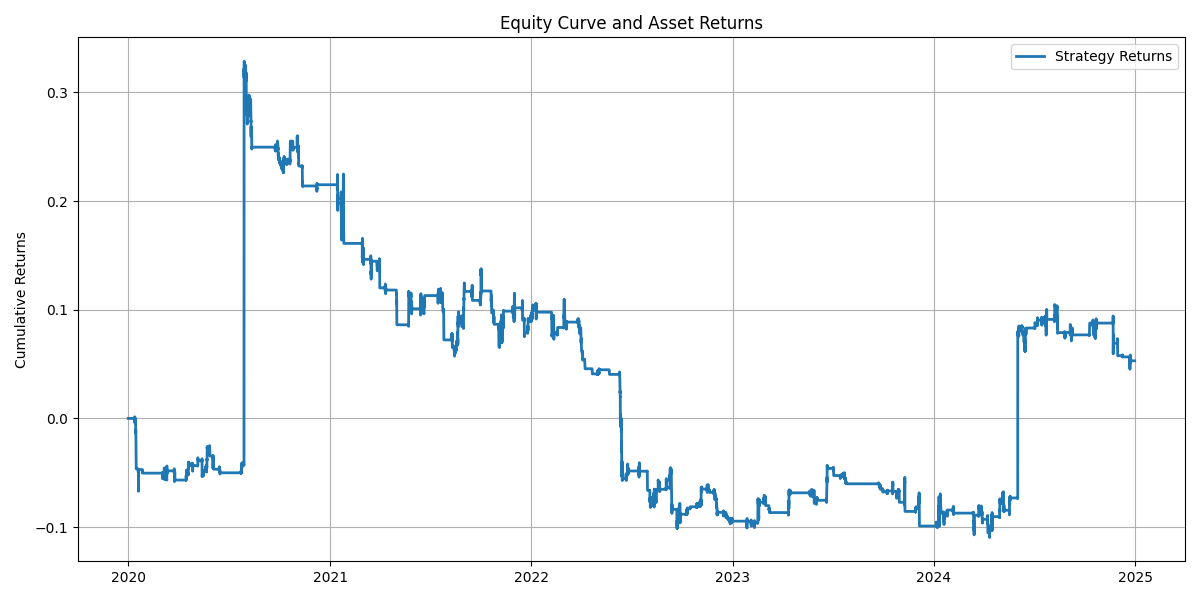 Equity Curve and Asset Returns
Strategy Returns
Cumulative Returns
0.3
0.2
0.1
0.0
−0.1
2020 2021 2022 2023 2024 2025